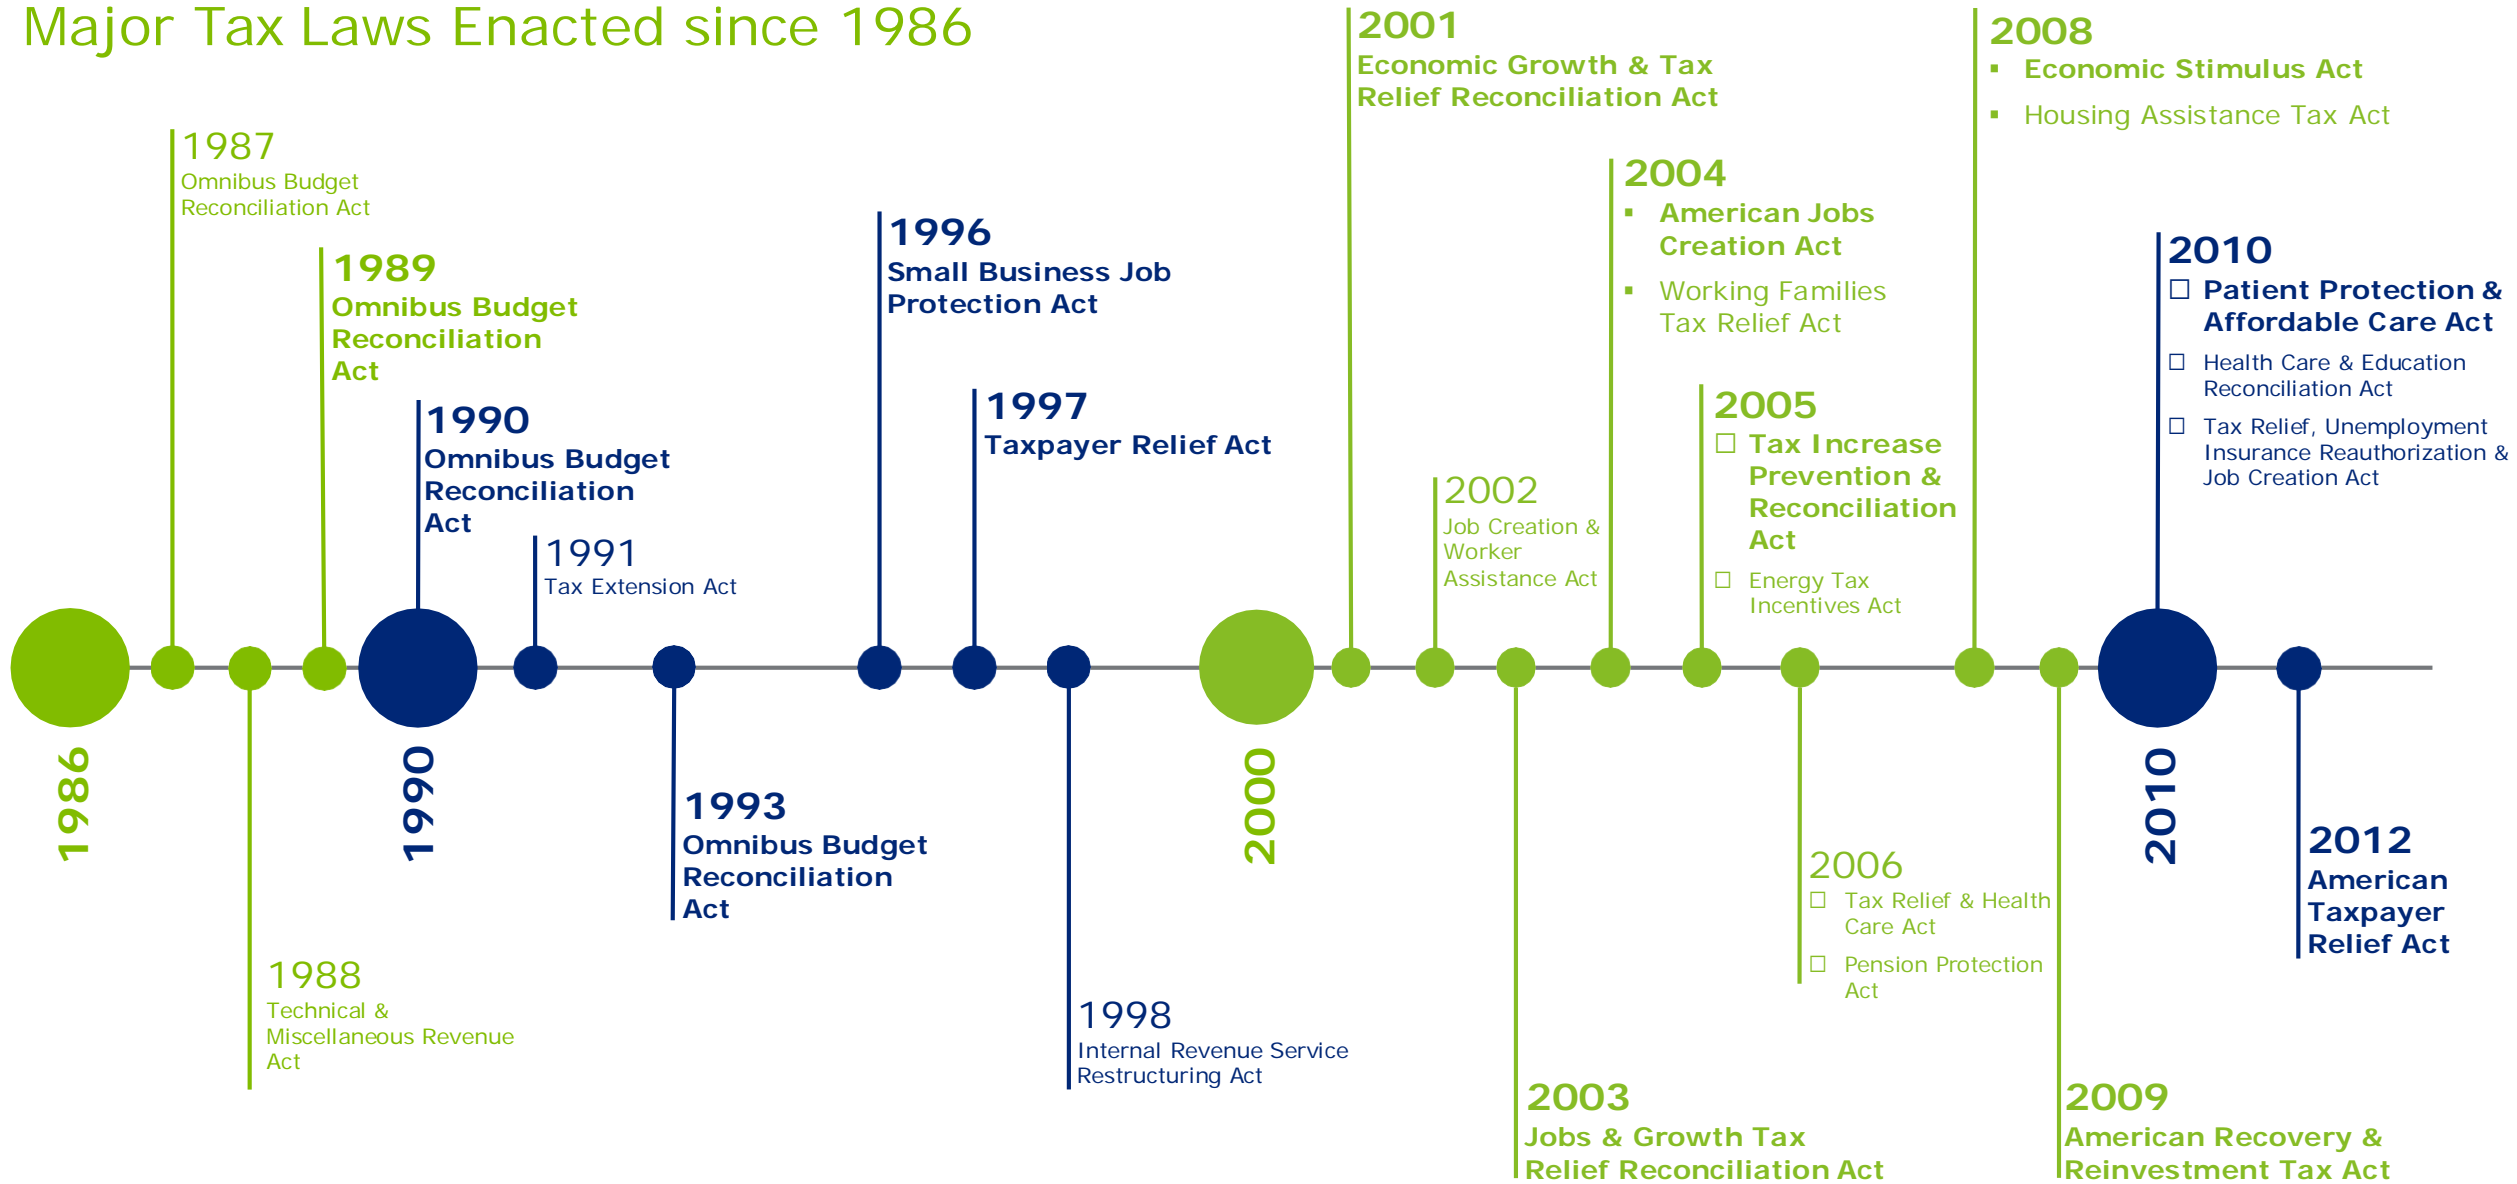 Major Tax Laws Enacted since 1986
1987
Omnibus Budget
Reconciliation Act
1989
Omnibus Budget
Reconciliation
Act
1990
Omnibus Budget
Reconciliation
Act
1991
Tax Extension Act
1996
Small Business Job
Protection Act
1997
Taxpayer Relief Act
2001
Economic Growth & Tax
Relief Reconciliation Act
2002
Job Creation &
Worker
Assistance Act
2004
▪ American Jobs
Creation Act
▪ Working Families
Tax Relief Act
2005
□ Tax Increase
Prevention &
Reconciliation
Act
□ Energy Tax
Incentives Act
2008
▪ Economic Stimulus Act
▪ Housing Assistance Tax Act
2010
□ Patient Protection &
Affordable Care Act
□ Health Care & Education
Reconciliation Act
□ Tax Relief, Unemployment
Insurance Reauthorization &
Job Creation Act
1986
1990
2000
2010
1988
Technical &
Miscellaneous Revenue
Act
1993
Omnibus Budget
Reconciliation
Act
1998
Internal Revenue Service
Restructuring Act
2003
Jobs & Growth Tax
Relief Reconciliation Act
2006
□ Tax Relief & Health
Care Act
□ Pension Protection
Act
2009
American Recovery &
Reinvestment Tax Act
2012
American
Taxpayer
Relief Act